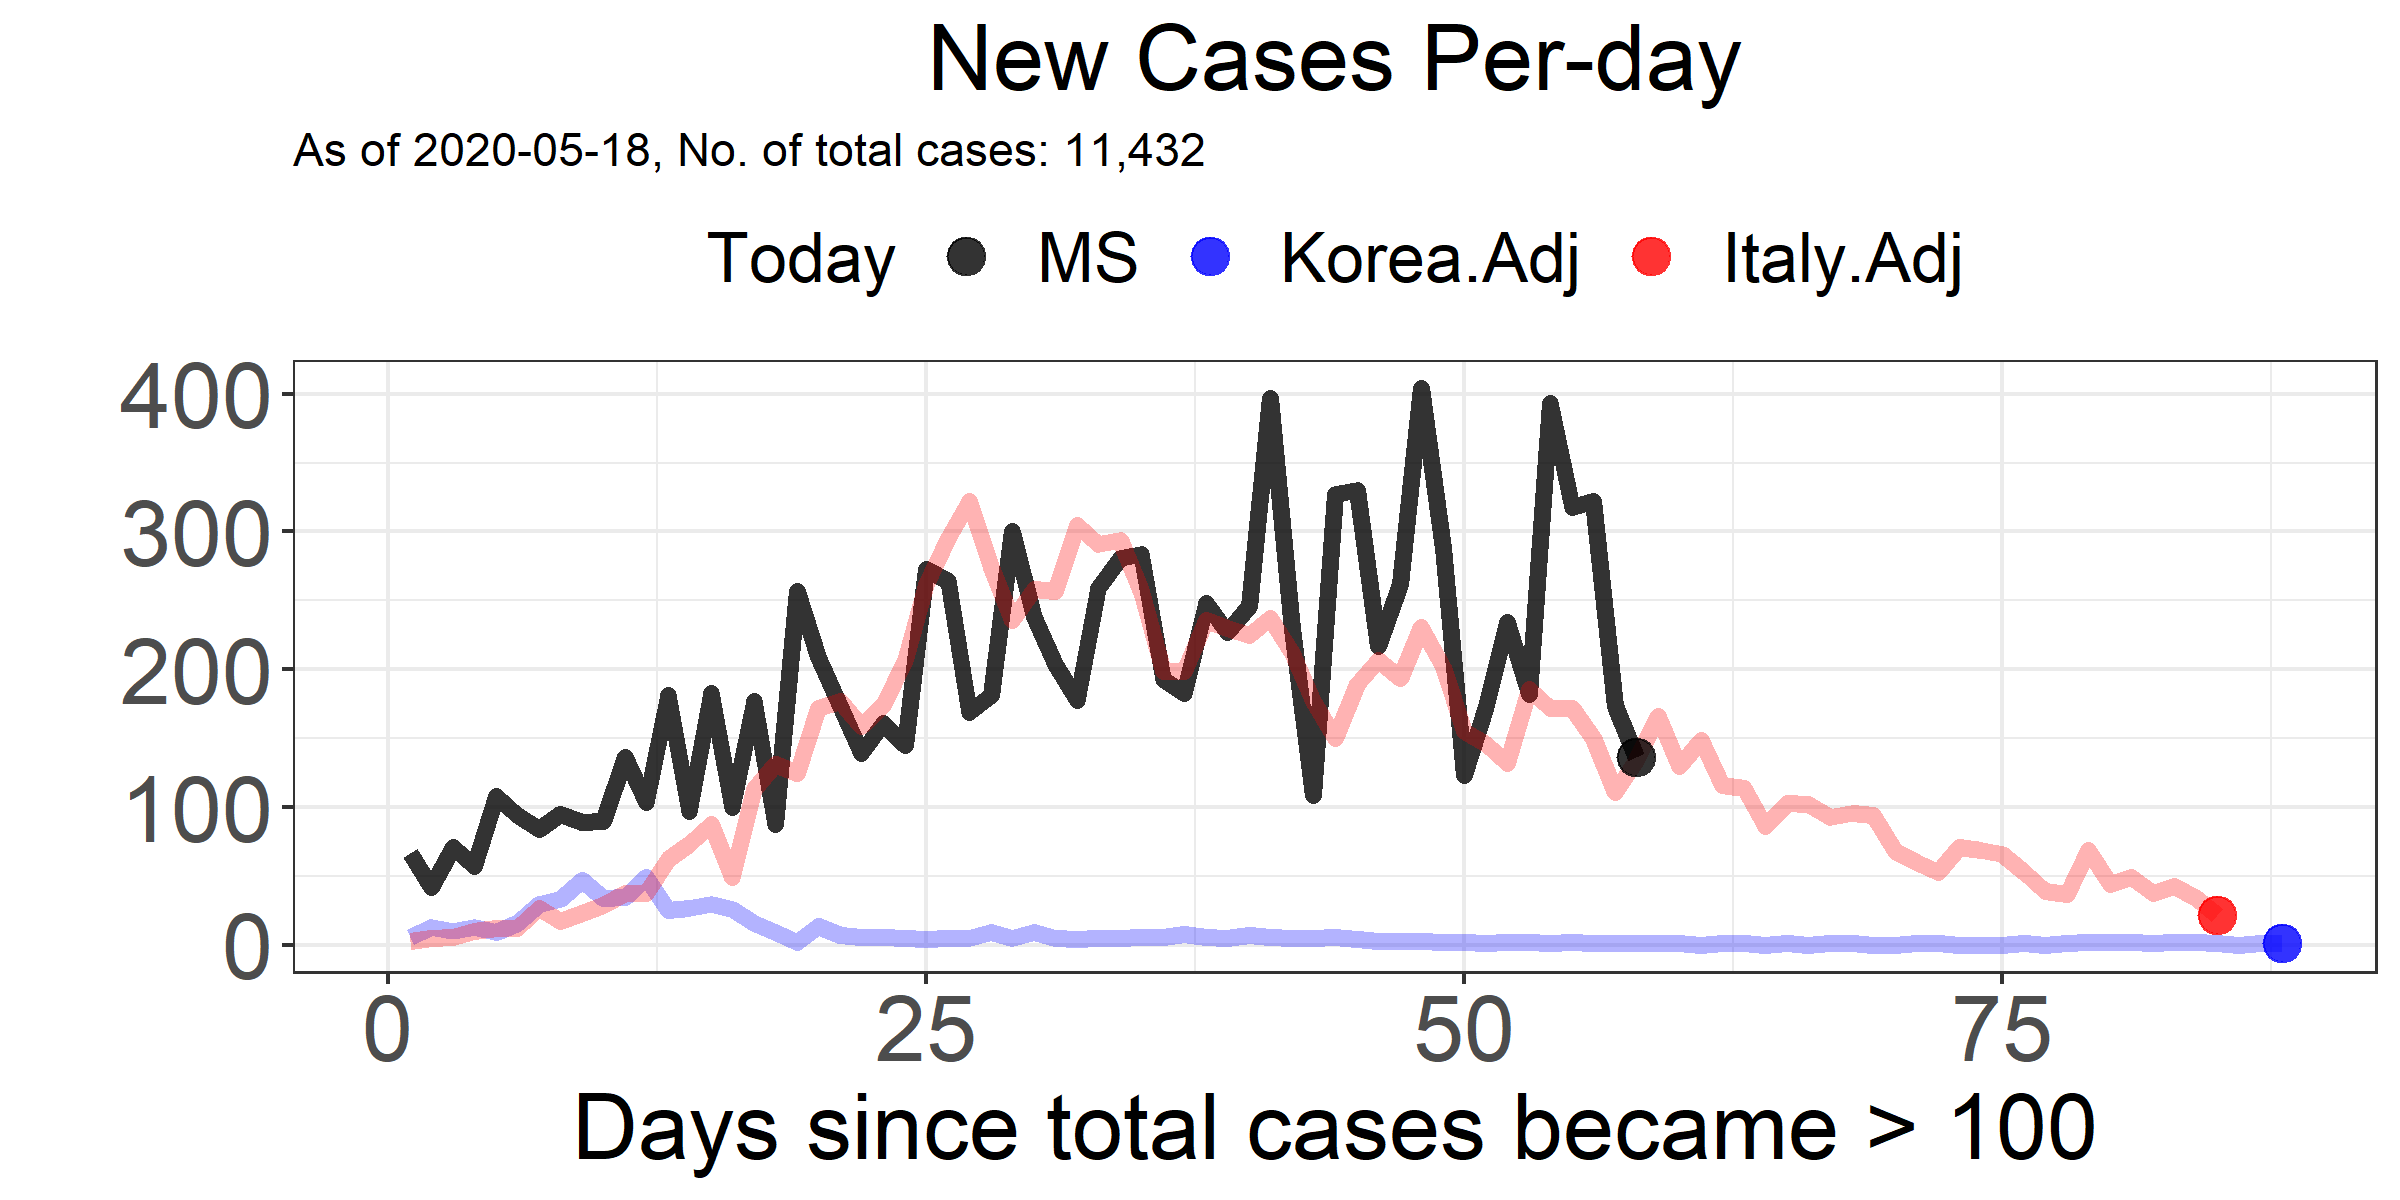 New Cases Per-day
As of 2020-05-18, No. of total cases: 11,432
Today MS Korea.Adj Italy.Adj
400
300
200
100
0
0 25 50 75
Days since total cases became > 100